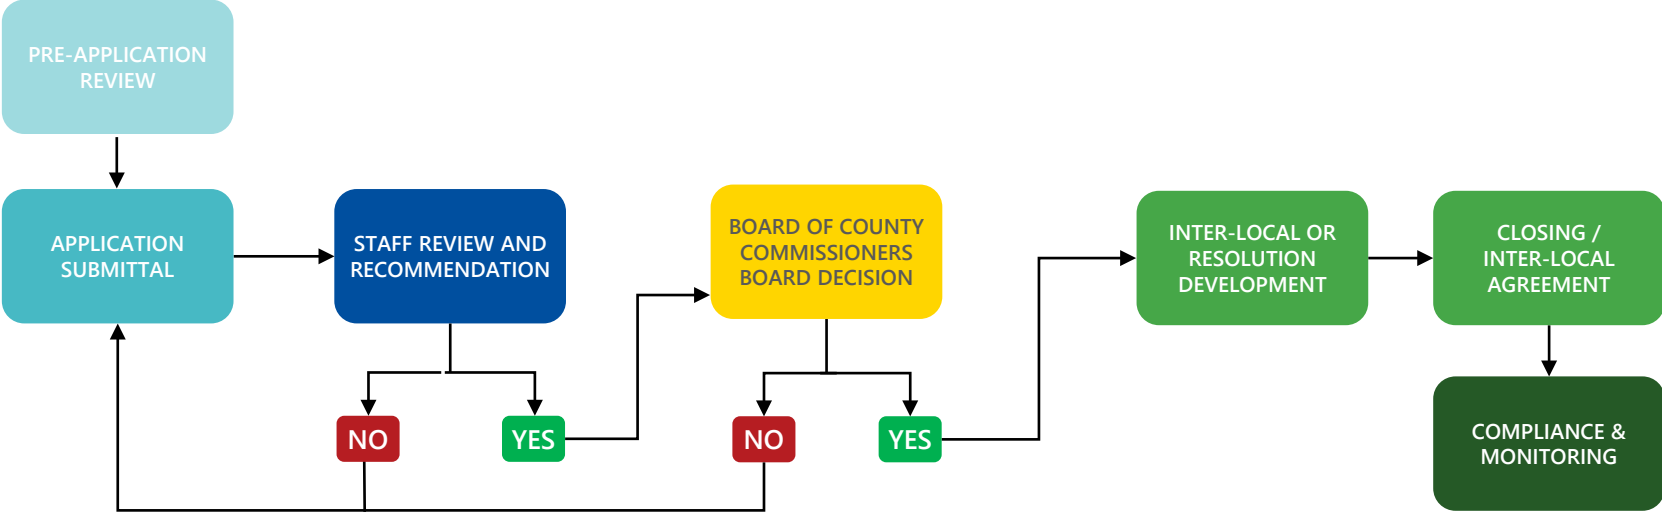 PRE-APPLICATION
REVIEW
APPLICATION
SUBMITTAL
STAFF REVIEW AND
RECOMMENDATION
NO
YES
BOARD OF COUNTY
COMMISSIONERS
BOARD DECISION
NO
YES
INTER-LOCAL OR
RESOLUTION
DEVELOPMENT
CLOSING /
INTER-LOCAL
AGREEMENT
COMPLIANCE &
MONITORING